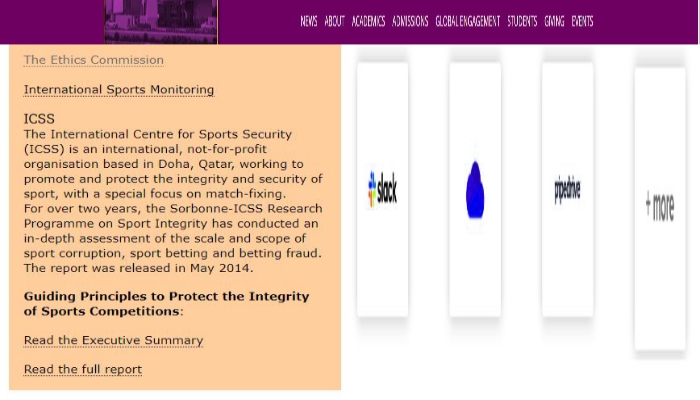 NEWS ABOUT ACADEMICS ADMISSIONS GLOBAL ENGAGEMENT STUDENTS GIVING EVENTS
The Ethics Commission
International Sports Monitoring
ICSS
The International Centre for Sports Security
(ICSS) is an international, not-for-profit
organisation based in Doha, Qatar, working to
promote and protect the integrity and security of
sport, with a special focus on match-fixing.
For over two years, the Sorbonne-ICSS Research
Programme on Sport Integrity has conducted an
in-depth assessment of the scale and scope of
sport corruption, sport betting and betting fraud.
The report was released in May 2014.
Guiding Principles to Protect the Integrity
of Sports Competitions:
Read the Executive Summary
Read the full report
slack
pipedrive
+ more